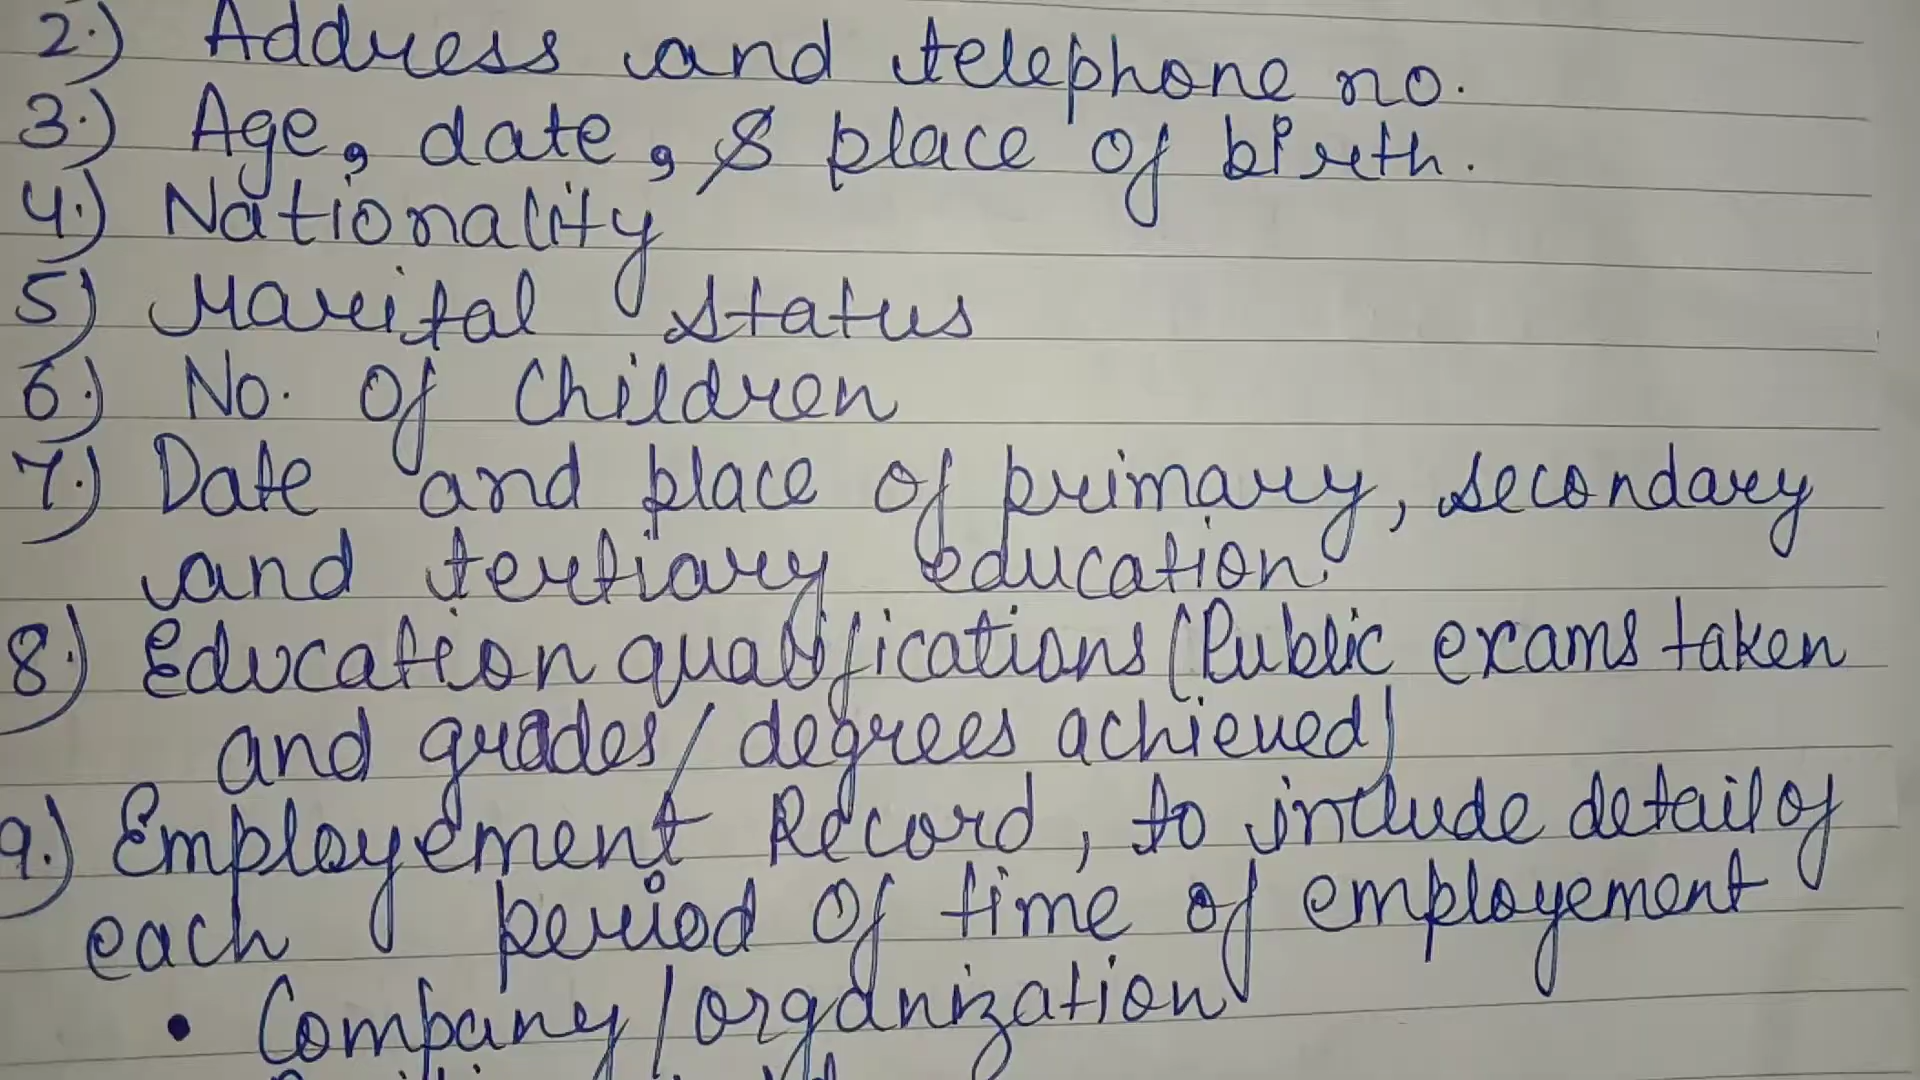 2.) Address and telephone no.
3.) Age, date, & place of birth.
4.) Nationality
5) Marital Status
6.) No. Of Children
7.) Date and place of primary, secondary
and tertiary education.
8.) Education qualifications (Public exams taken
and grades/degrees achieved)
9.) Employement Record, to include detail of
each period of time of employement
• Company/organization